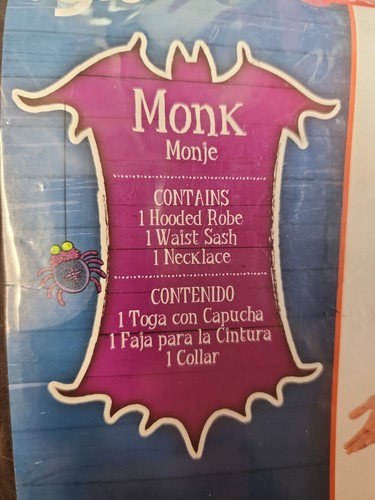 Monk
Monje
CONTAINS
1 Hooded Robe
1 Waist Sash
1 Necklace
CONTENIDO
1 Toga con Capucha
1 Faja para la Cintura
1 Collar